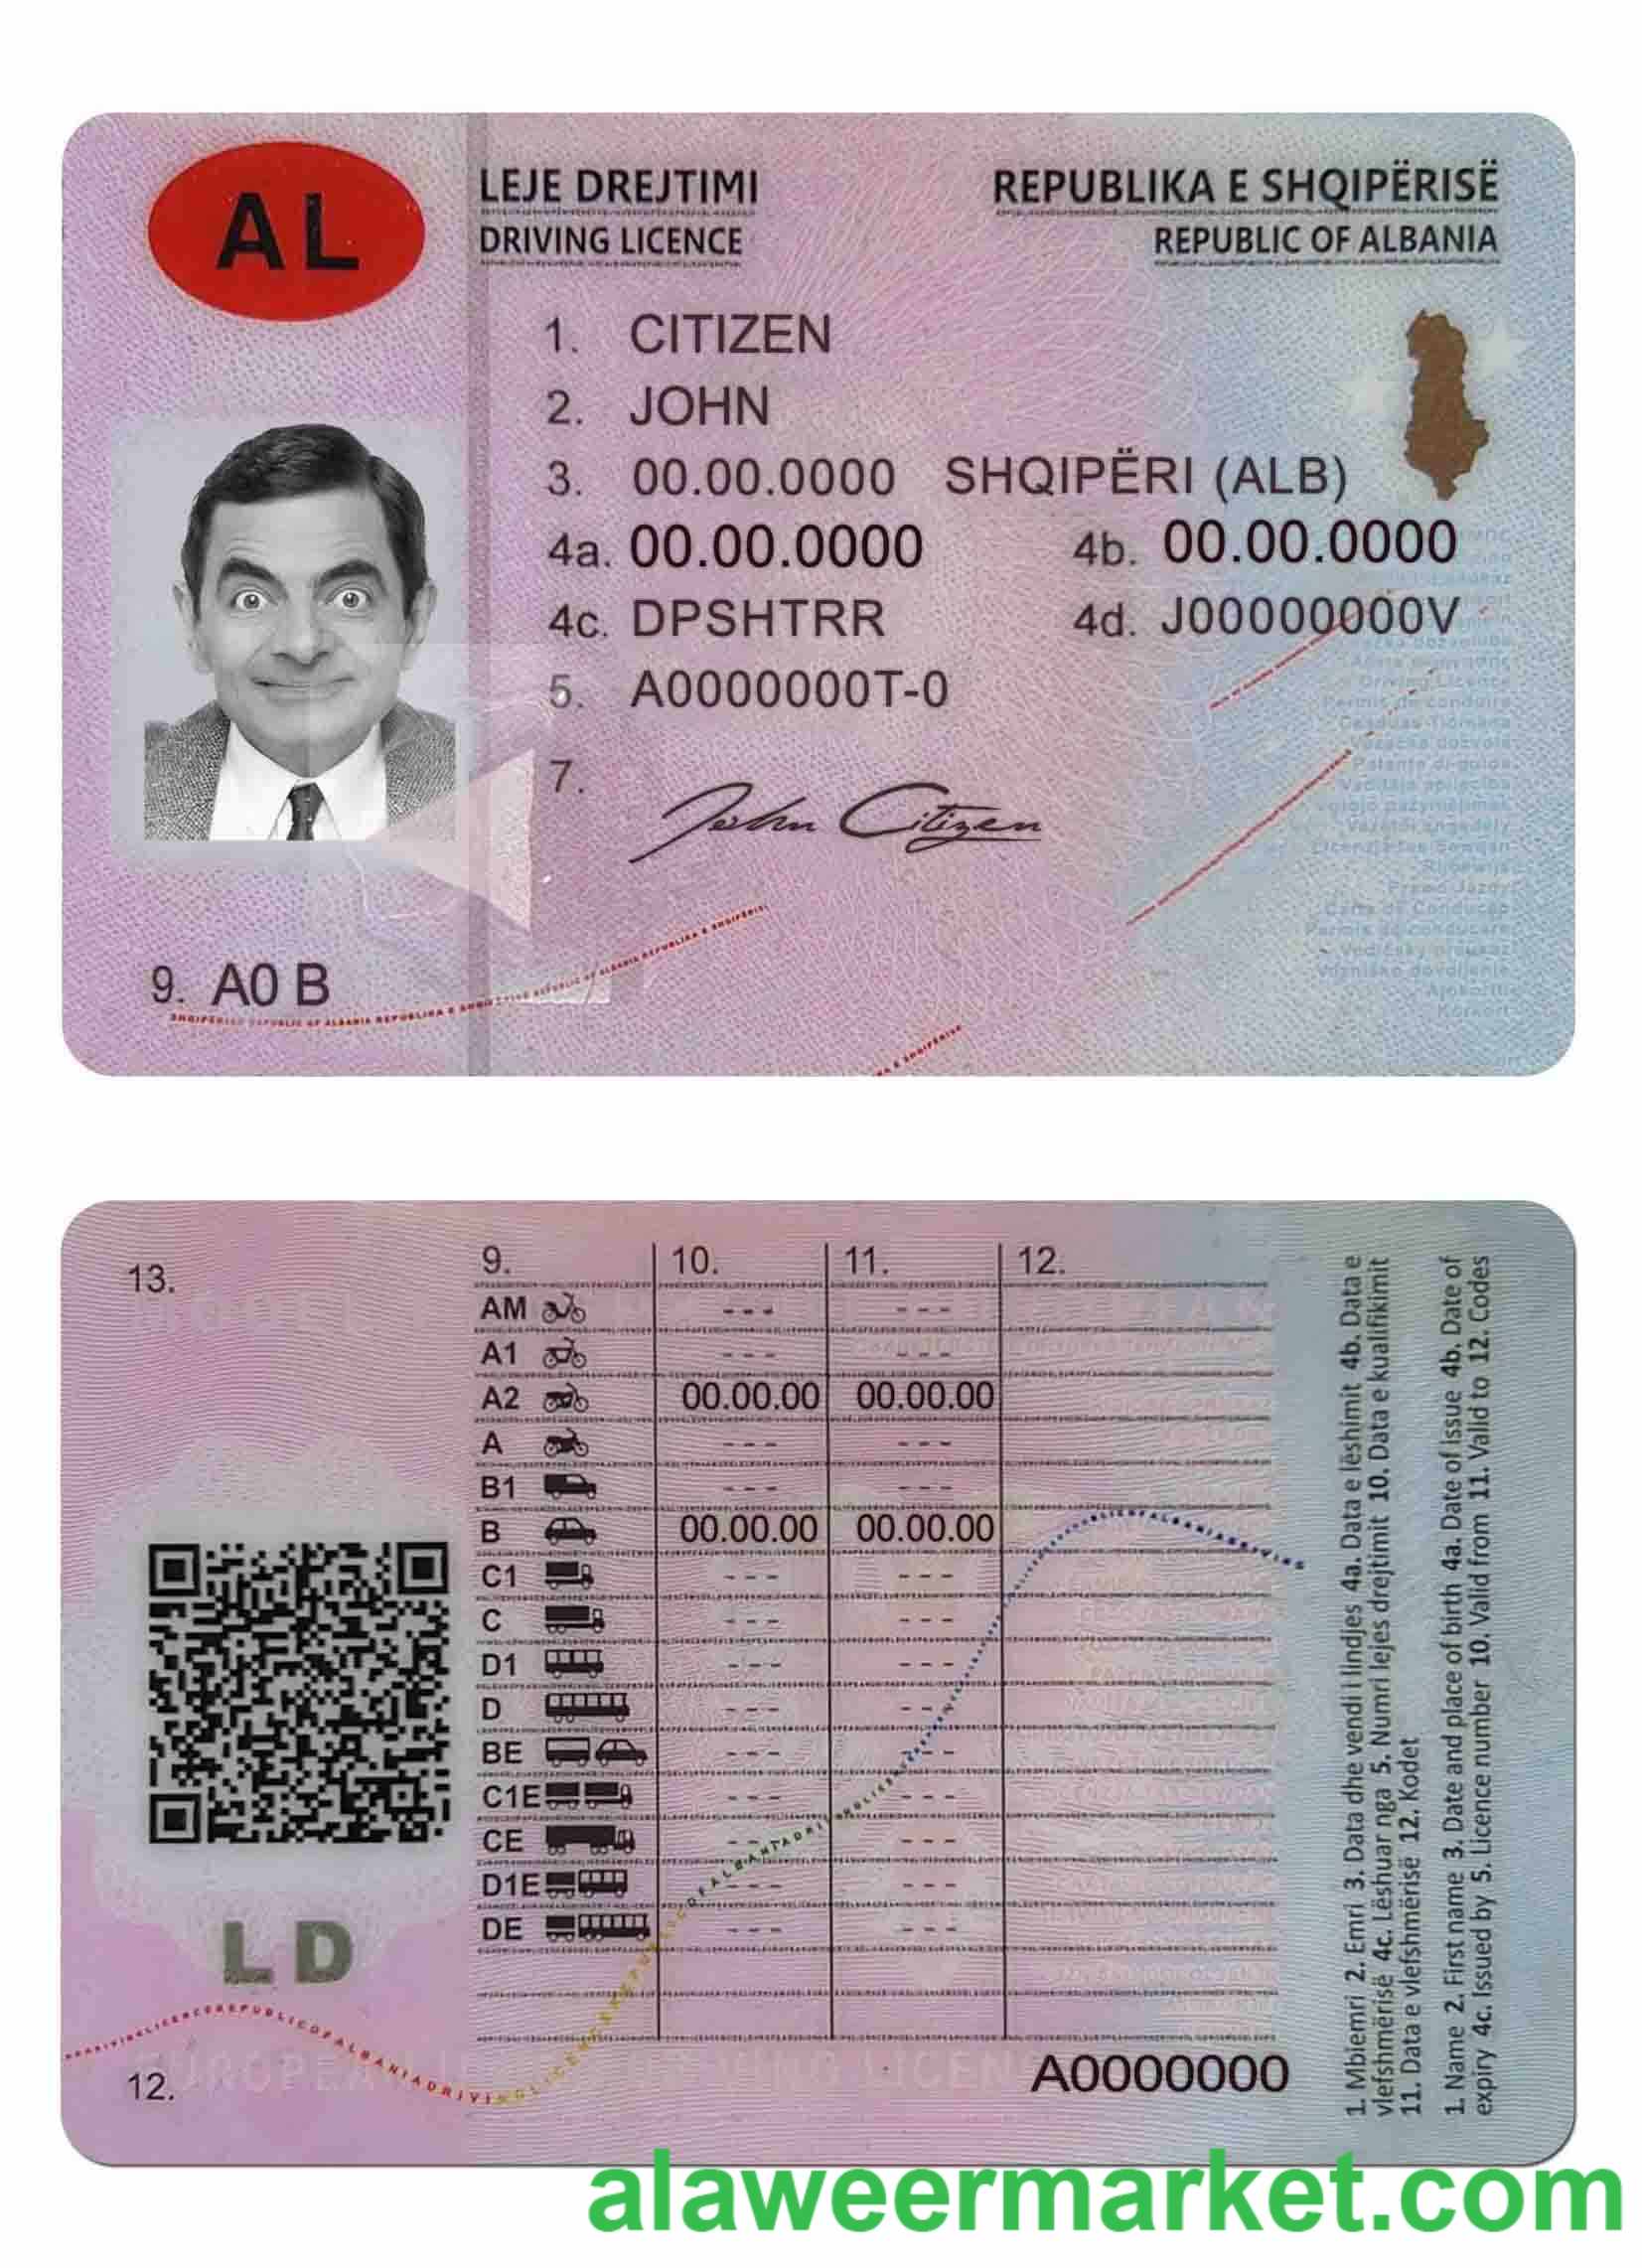 AL
LEJE DREJTIMI
DRIVING LICENCE
REPUBLIKA E SHQIPËRISË
REPUBLIC OF ALBANIA
1. CITIZEN
2. JOHN
3. 00.00.0000 SHQIPËRI (ALB)
4a. 00.00.0000 4b. 00.00.0000
4c. DPSHTRR 4d. J00000000V
5. A0000000T-0
7. John Citizen
9. A0 B
13.
9. 10. 11. 12.
AM --- ---
A1 --- ---
A2 00.00.00 00.00.00
A --- ---
B1 --- ---
B 00.00.00 00.00.00
C1 --- ---
C --- ---
D1 --- ---
D --- ---
BE --- ---
C1E --- ---
CE --- ---
D1E --- ---
DE --- ---
LD
12.
A0000000
1. Mbiemri 2. Emri 3. Data dhe vendi i lindjes 4a. Data e lëshimit 4b. Data e
vlefshmërisë 4c. Lëshuar nga 5. Numri lejes drejtimit 10. Data e kualifikimit
11. Data e vlefshmërisë 12. Kodet
1. Name 2. First name 3. Date and place of birth 4a. Date of issue 4b. Date of
expiry 4c. Issued by 5. Licence number 10. Valid from 11. Valid to 12. Codes
alaweermarket.com